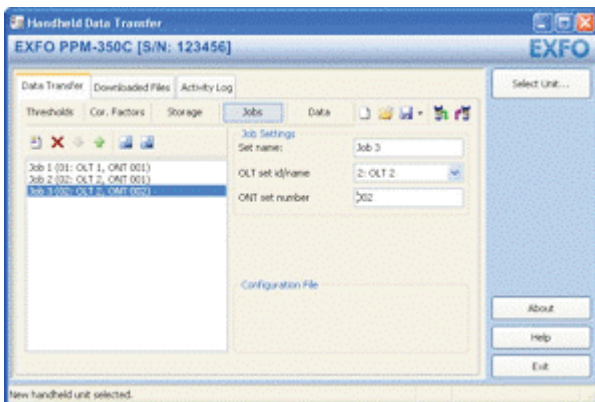 Handheld Data Transfer
EXFO PPM-350C [S/N: 123456]
EXFO
Data Transfer Downloaded Files Activity Log
Select Unit...
Thresholds Cor. Factors Storage Jobs Data
Job Settings
Set name: Job 3
Job 1 (01: OLT 1, ONT 001)
Job 2 (02: OLT 2, ONT 001)
Job 3 (02: OLT 2, ONT 002)
OLT set id/name 2: OLT 2
ONT set number 002
Configuration File
About
Help
Exit
New handheld unit selected.